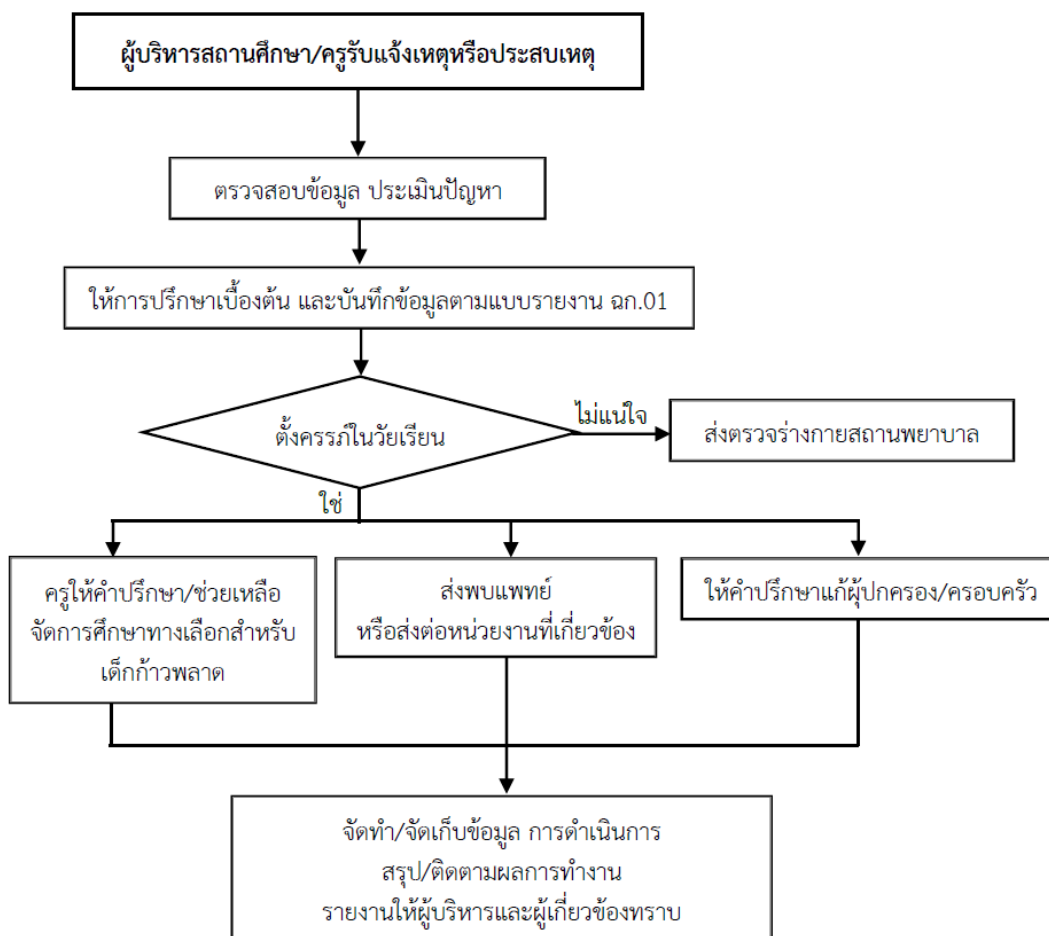 ผู้บริหารสถานศึกษา/ครูรับแจ้งเหตุหรือประสบเหตุ
ตรวจสอบข้อมูล ประเมินปัญหา
ให้การปรึกษาเบื้องต้น และบันทึกข้อมูลตามแบบรายงาน ฉก.01
ตั้งครรภ์ในวัยเรียน
ไม่แน่ใจ
ส่งตรวจร่างกายสถานพยาบาล
ใช่
ครูให้คำปรึกษา/ช่วยเหลือ
จัดการศึกษาทางเลือกสำหรับ
เด็กก้าวพลาด
ส่งพบแพทย์
หรือส่งต่อหน่วยงานที่เกี่ยวข้อง
ให้คำปรึกษาแก้ผุ้ปกครอง/ครอบครัว
จัดทำ/จัดเก็บข้อมูล การดำเนินการ
สรุป/ติดตามผลการทำงาน
รายงานให้ผู้บริหารและผู้เกี่ยวข้องทราบ